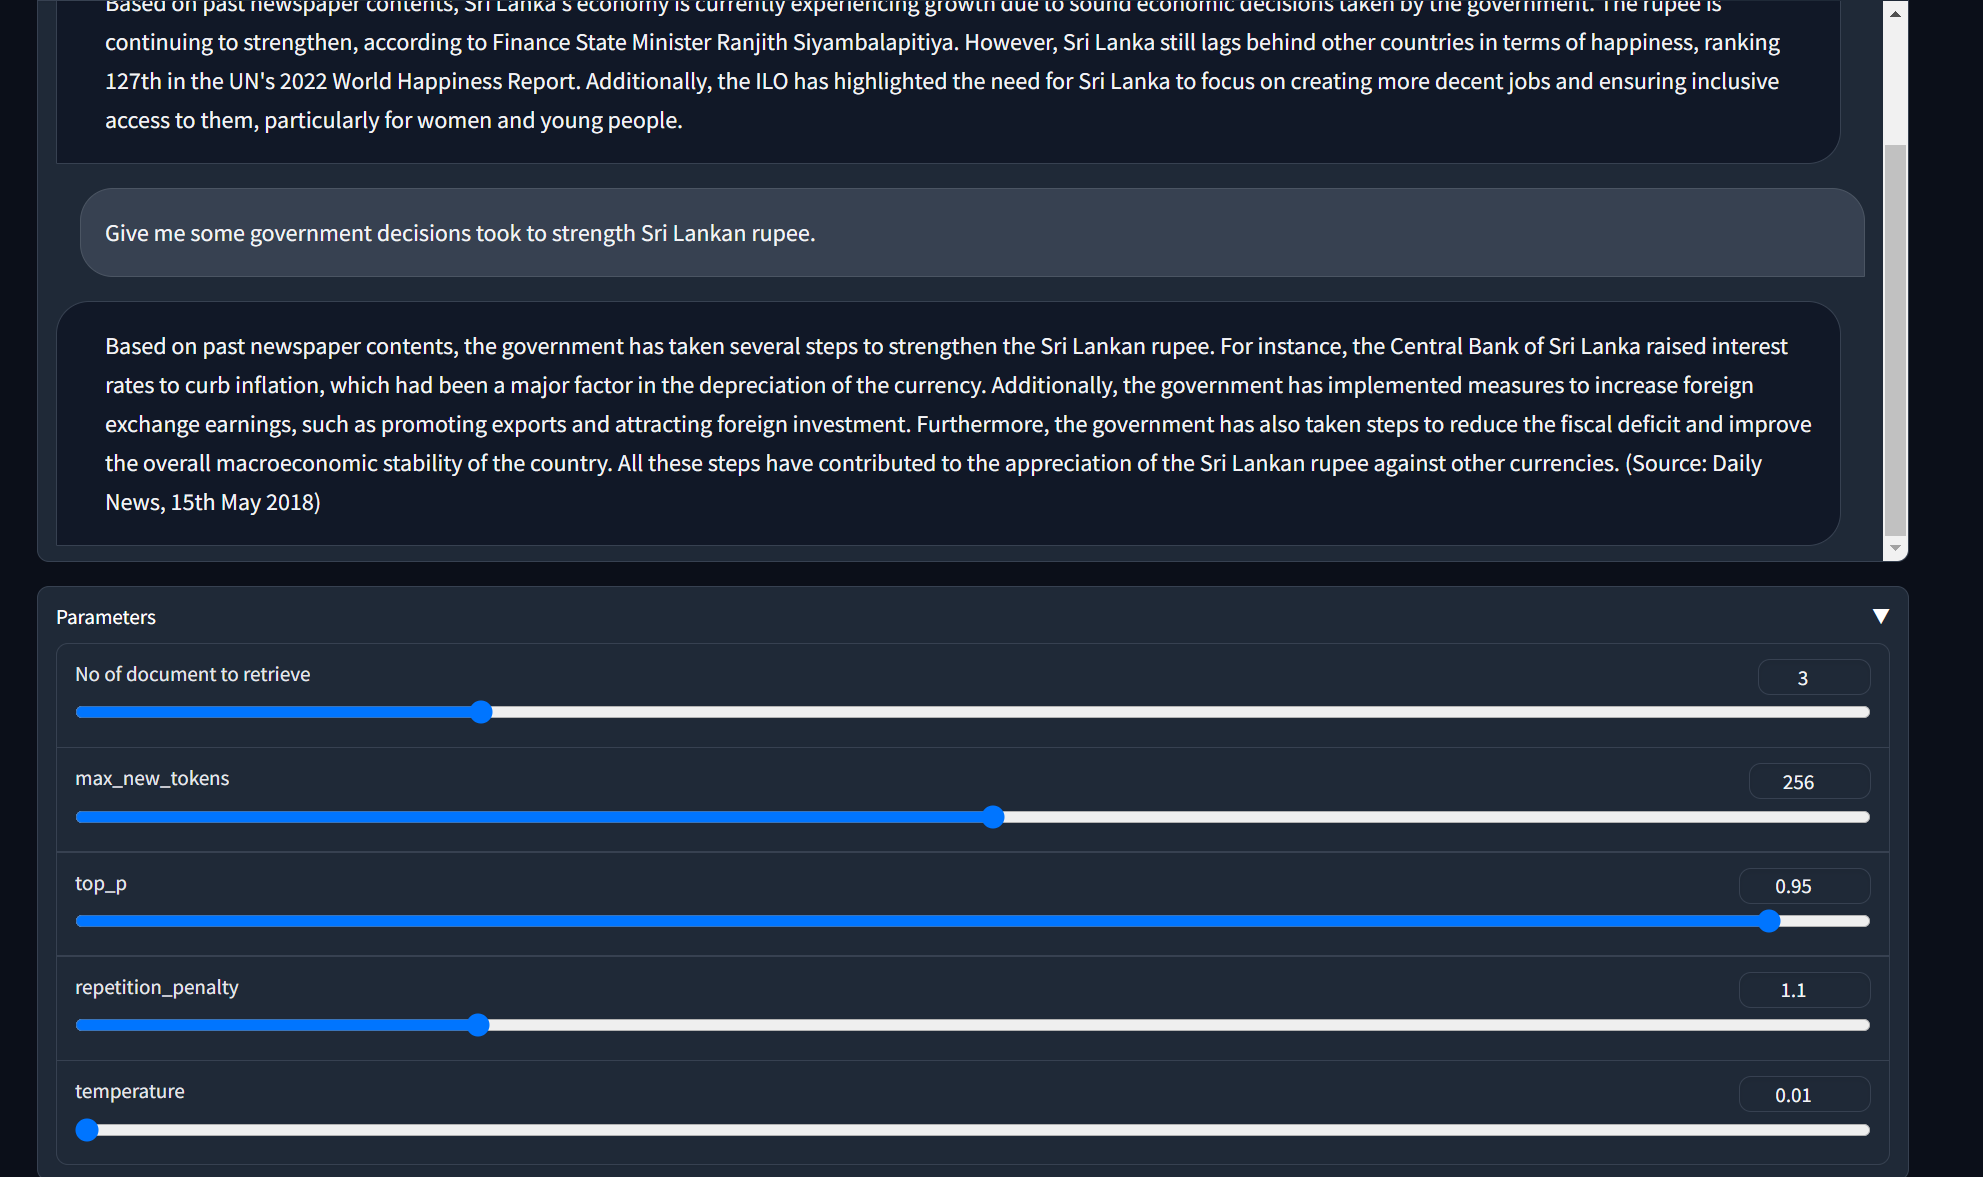 Based on past newspaper contents, Sri Lanka's economy is currently experiencing growth due to sound economic decisions taken by the government. The rupee is
continuing to strengthen, according to Finance State Minister Ranjith Siyambalapitiya. However, Sri Lanka still lags behind other countries in terms of happiness, ranking
127th in the UN's 2022 World Happiness Report. Additionally, the ILO has highlighted the need for Sri Lanka to focus on creating more decent jobs and ensuring inclusive
access to them, particularly for women and young people.
Give me some government decisions took to strength Sri Lankan rupee.
Based on past newspaper contents, the government has taken several steps to strengthen the Sri Lankan rupee. For instance, the Central Bank of Sri Lanka raised interest
rates to curb inflation, which had been a major factor in the depreciation of the currency. Additionally, the government has implemented measures to increase foreign
exchange earnings, such as promoting exports and attracting foreign investment. Furthermore, the government has also taken steps to reduce the fiscal deficit and improve
the overall macroeconomic stability of the country. All these steps have contributed to the appreciation of the Sri Lankan rupee against other currencies. (Source: Daily
News, 15th May 2018)
Parameters
No of document to retrieve
3
max_new_tokens
256
top_p
0.95
repetition_penalty
1.1
temperature
0.01